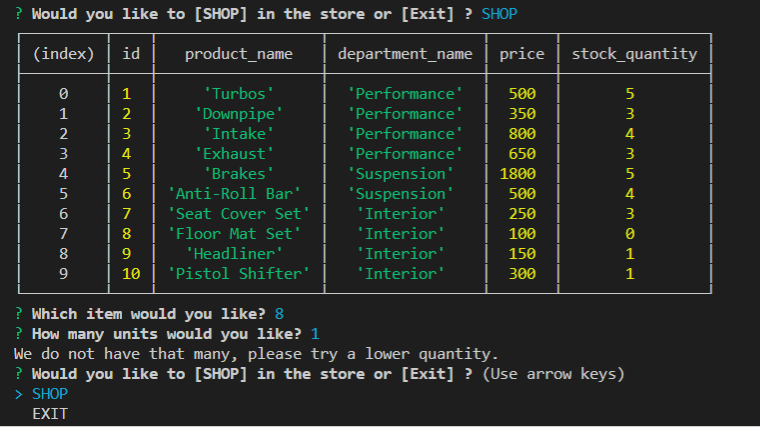 ? Would you like to [SHOP] in the store or [Exit] ? SHOP
(index) id product_name department_name price stock_quantity
0 1 'Turbos' 'Performance' 500 5
1 2 'Downpipe' 'Performance' 350 3
2 3 'Intake' 'Performance' 800 4
3 4 'Exhaust' 'Performance' 650 3
4 5 'Brakes' 'Suspension' 1800 5
5 6 'Anti-Roll Bar' 'Suspension' 500 4
6 7 'Seat Cover Set' 'Interior' 250 3
7 8 'Floor Mat Set' 'Interior' 100 0
8 9 'Headliner' 'Interior' 150 1
9 10 'Pistol Shifter' 'Interior' 300 1
? Which item would you like? 8
? How many units would you like? 1
We do not have that many, please try a lower quantity.
? Would you like to [SHOP] in the store or [Exit] ? (Use arrow keys)
> SHOP
EXIT